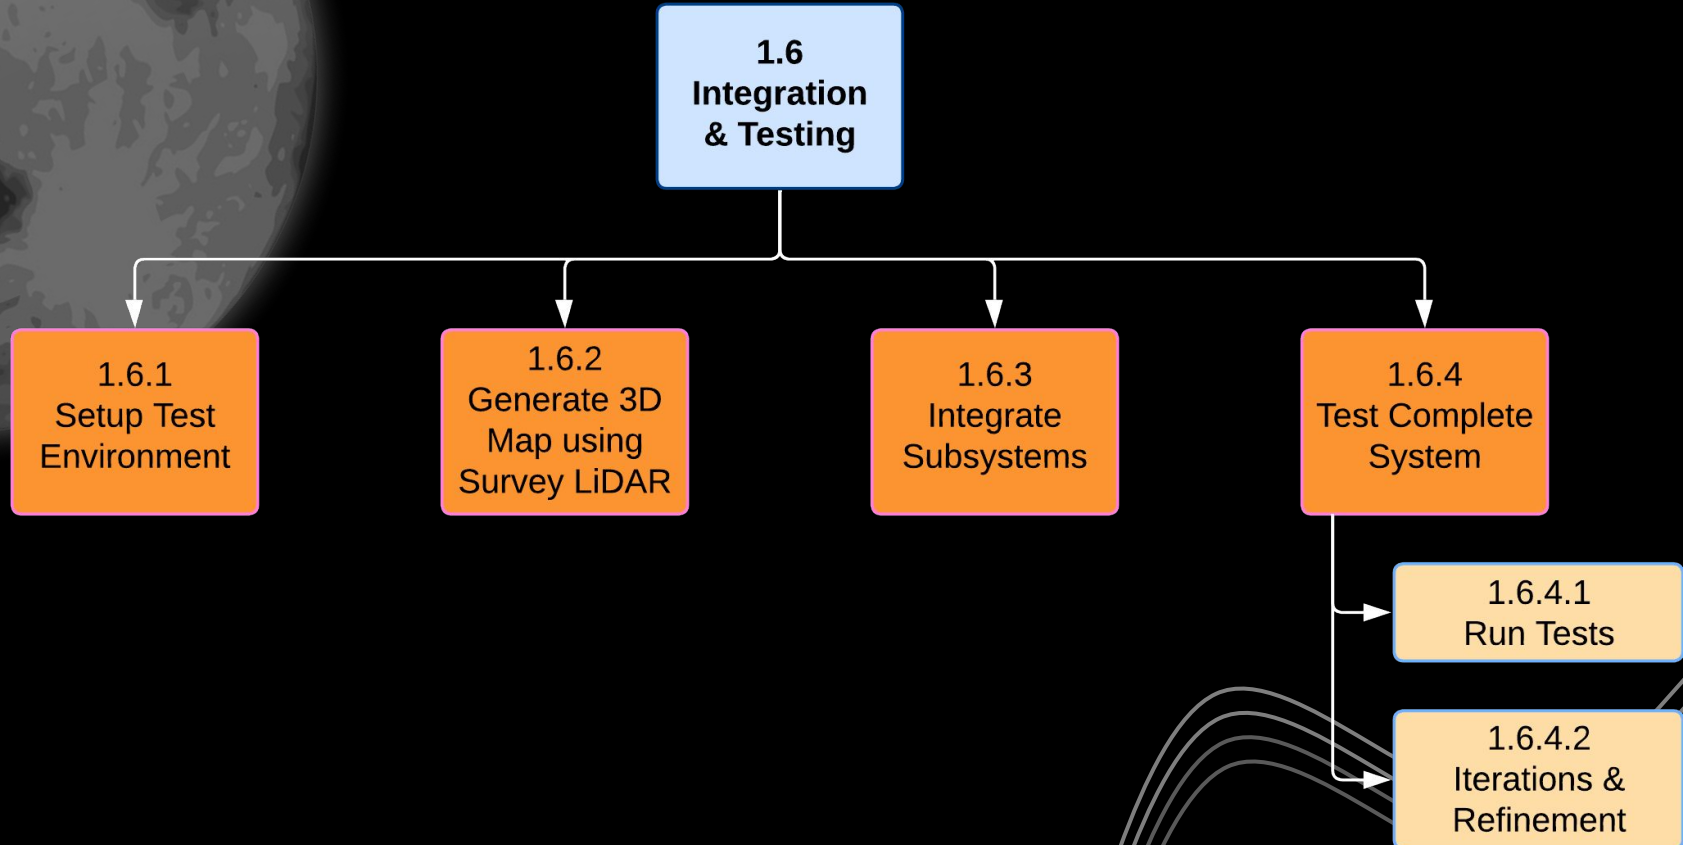 1.6
Integration
& Testing
1.6.1
Setup Test
Environment
1.6.2
Generate 3D
Map using
Survey LiDAR
1.6.3
Integrate
Subsystems
1.6.4
Test Complete
System
1.6.4.1
Run Tests
1.6.4.2
Iterations &
Refinement